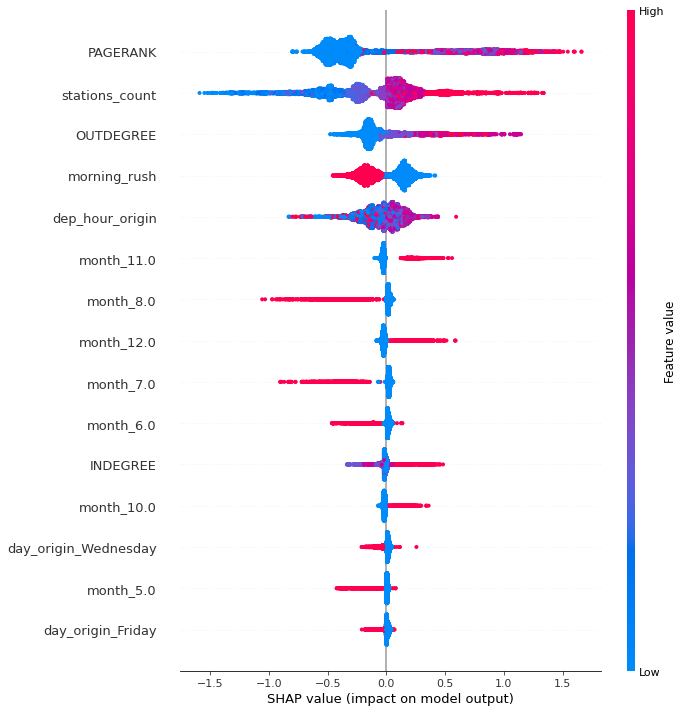 High
PAGERANK
stations_count
OUTDEGREE
morning_rush
dep_hour_origin
month_11.0
month_8.0
month_12.0
month_7.0
month_6.0
INDEGREE
month_10.0
day_origin_Wednesday
month_5.0
day_origin_Friday
Feature value
Low
−1.5 −1.0 −0.5 0.0 0.5 1.0 1.5
SHAP value (impact on model output)